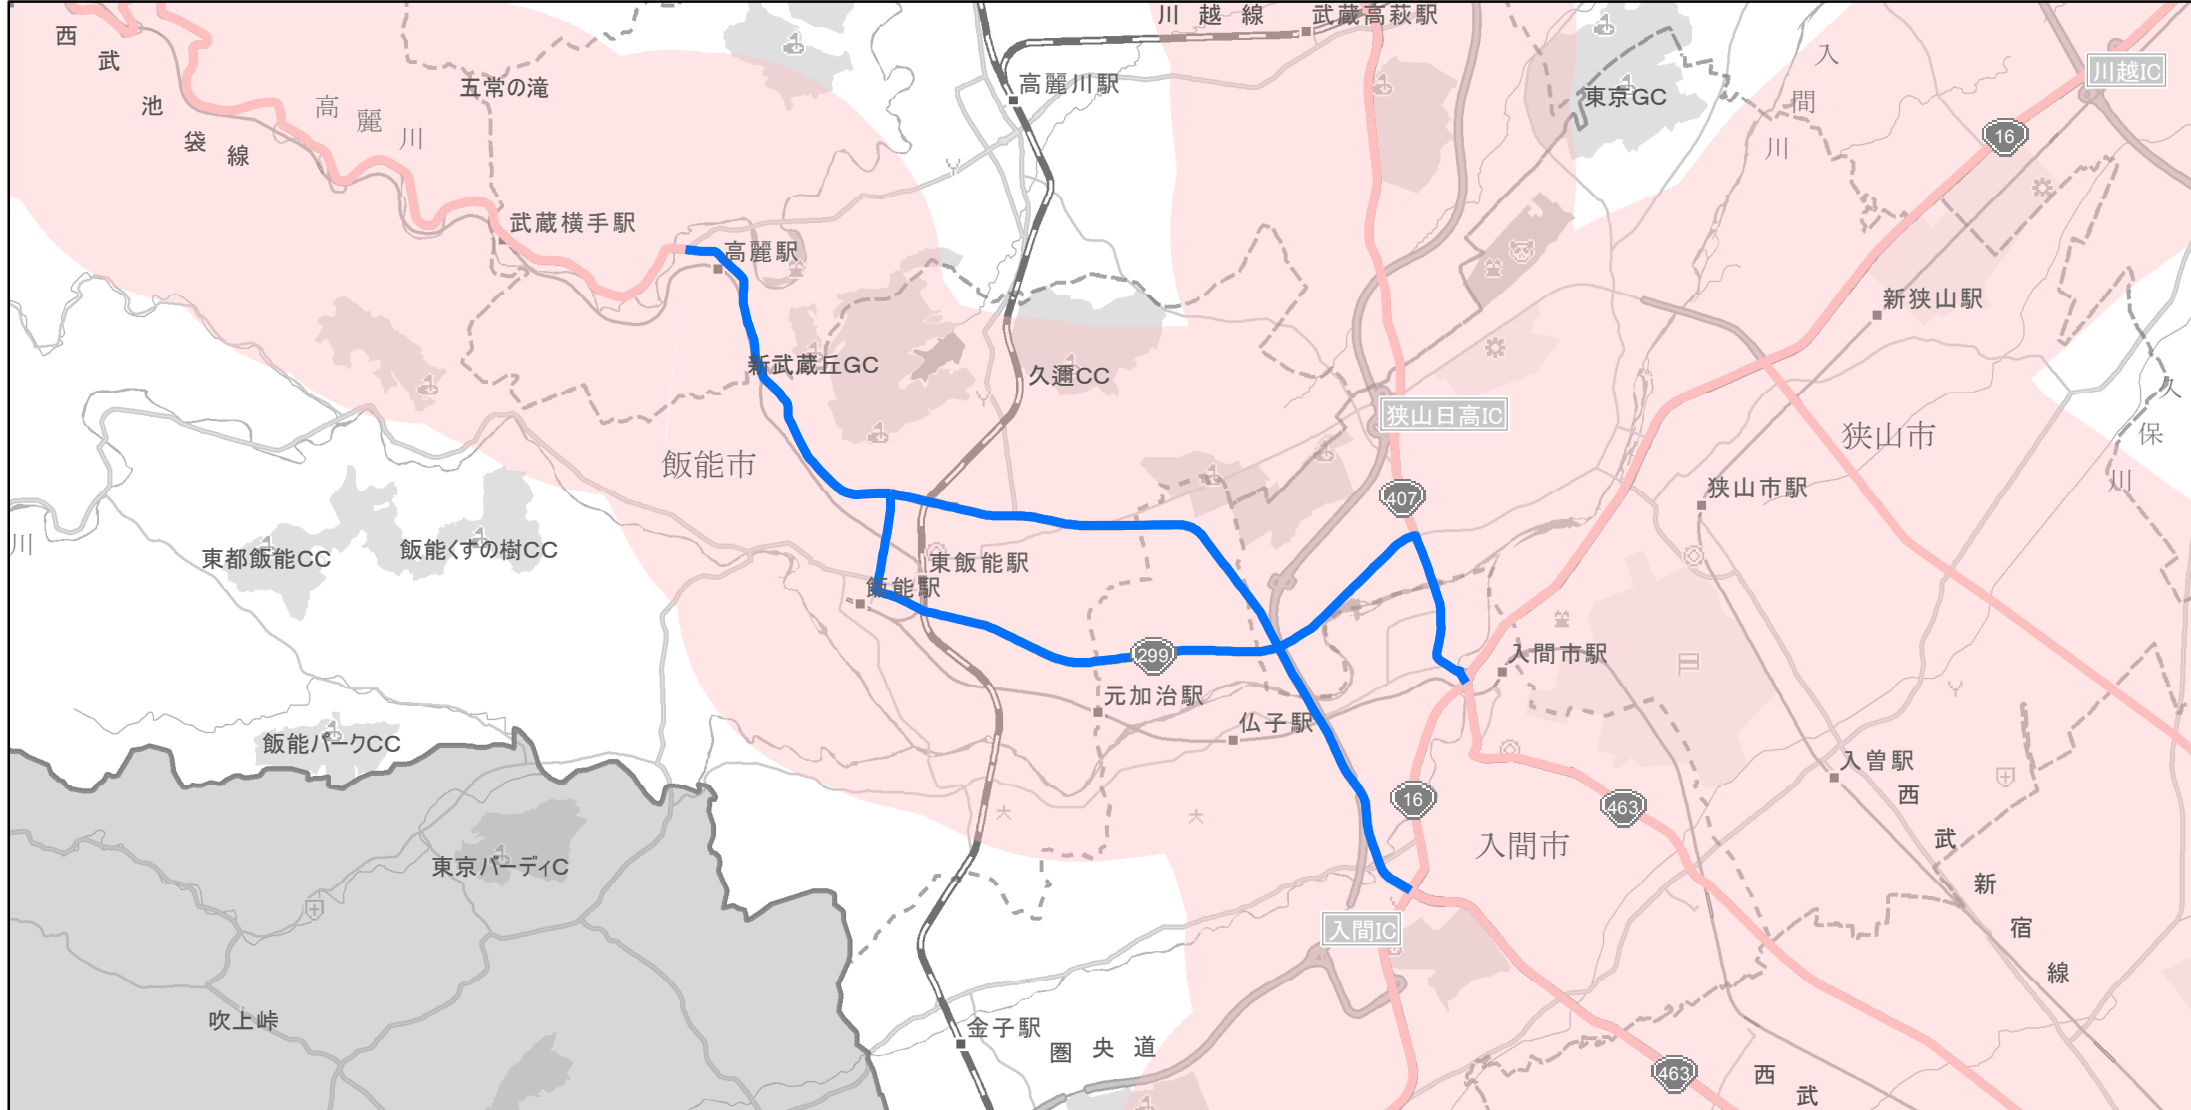 川越線
武蔵高萩駅
西武池袋線
五常の滝
高麗川
高麗川駅
東京GC
入間川
川越IC
16
武蔵横手駅
高麗駅
新狭山駅
新武蔵丘GC
久邇CC
狭山日高IC
入間川
久保川
狭山市
飯能市
407
狭山市駅
川
東都飯能CC
飯能くすの樹CC
東飯能駅
飯能駅
299
入間市駅
元加治駅
仏子駅
飯能パークCC
入曽駅
16
463
西武新宿線
入間市
東京バーディC
入間IC
吹上峠
金子駅
圏央道
463
西武